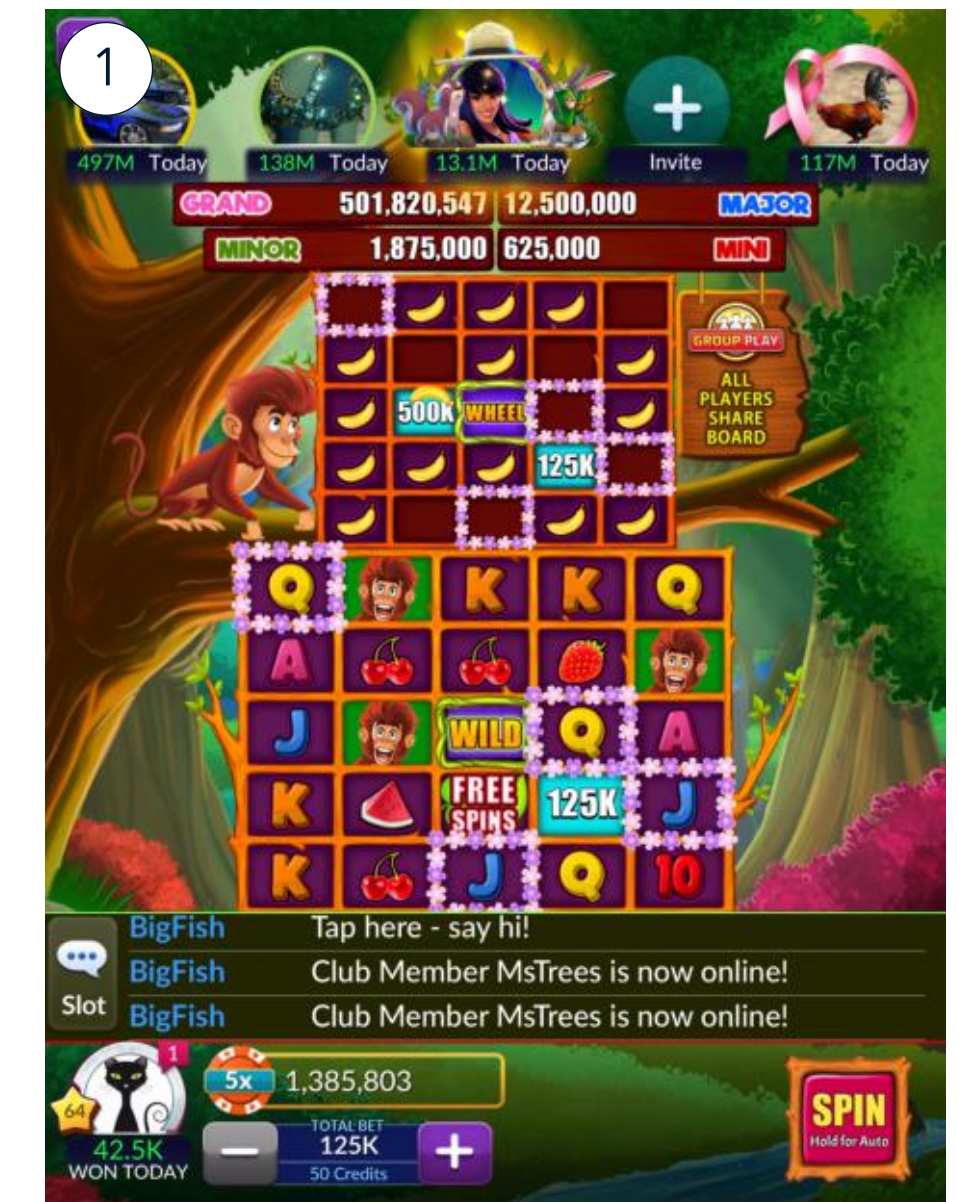 1
497M Today
138M Today
13.1M Today
Invite
117M Today
GRAND 501,820,547 12,500,000 MAJOR
MINOR 1,875,000 625,000 MINI
GROUP PLAY
ALL
PLAYERS
SHARE
BOARD
500K WHEEL
125K
Q K K Q
A
J WILD Q A
K FREE SPINS 125K J
K J Q 10
BigFish Tap here - say hi!
BigFish Club Member MsTrees is now online!
Slot
BigFish Club Member MsTrees is now online!
1
5x 1,385,803
64
42.5K
WON TODAY
TOTAL BET
125K
50 Credits
SPIN
Hold for Auto